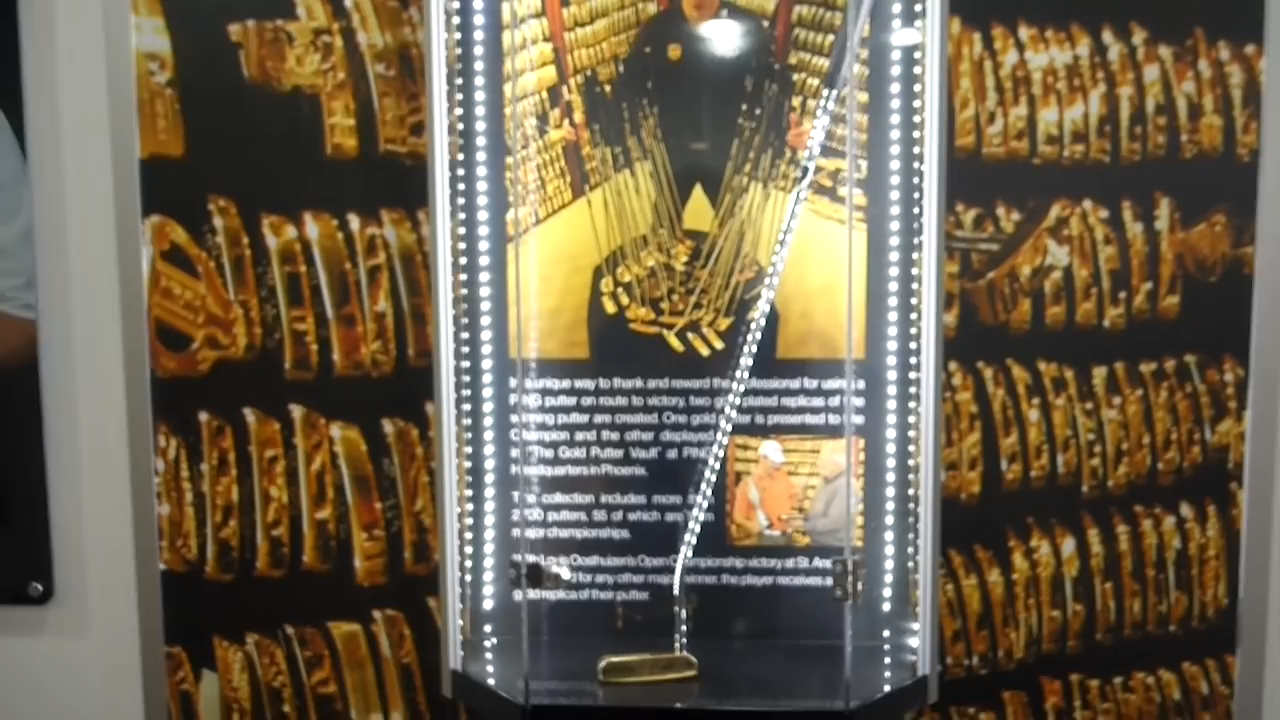 In a unique way to thank and reward the professional for using a
PING putter on route to victory, two gold plated replicas of the
winning putter are created. One gold putter is presented to the
Champion and the other displayed
in "The Gold Putter Vault" at PING
Headquarters in Phoenix.
The collection includes more
putters, 55 of which are from
major championships.
Louis Oosthuizen's Open Championship victory at St.
for any other major winner, the player receives a
gold replica of their putter.